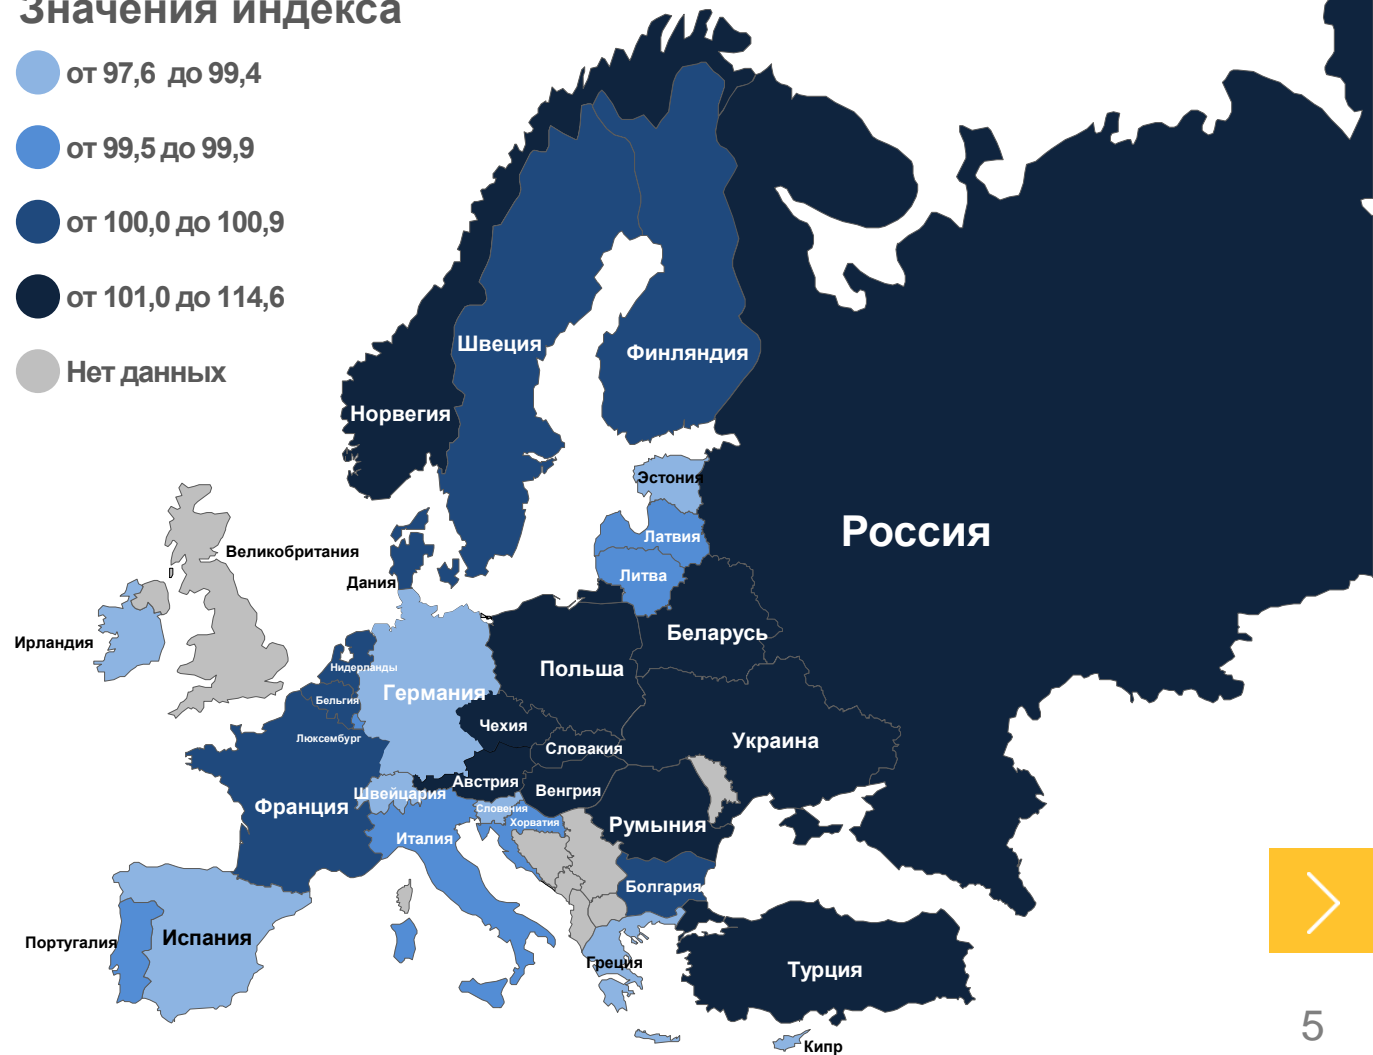 Значения индекса
от 97,6 до 99,4
от 99,5 до 99,9
от 100,0 до 100,9
от 101,0 до 114,6
Нет данных
Швеция
Финляндия
Норвегия
Эстония
Россия
Латвия
Великобритания
Литва
Дания
Беларусь
Ирландия
Нидерланды
Польша
Германия
Бельгия
Чехия
Люксембург
Украина
Словакия
Австрия
Венгрия
Швейцария
Франция
Словения
Хорватия
Румыния
Италия
Болгария
Испания
Португалия
Греция
Турция
Кипр
5